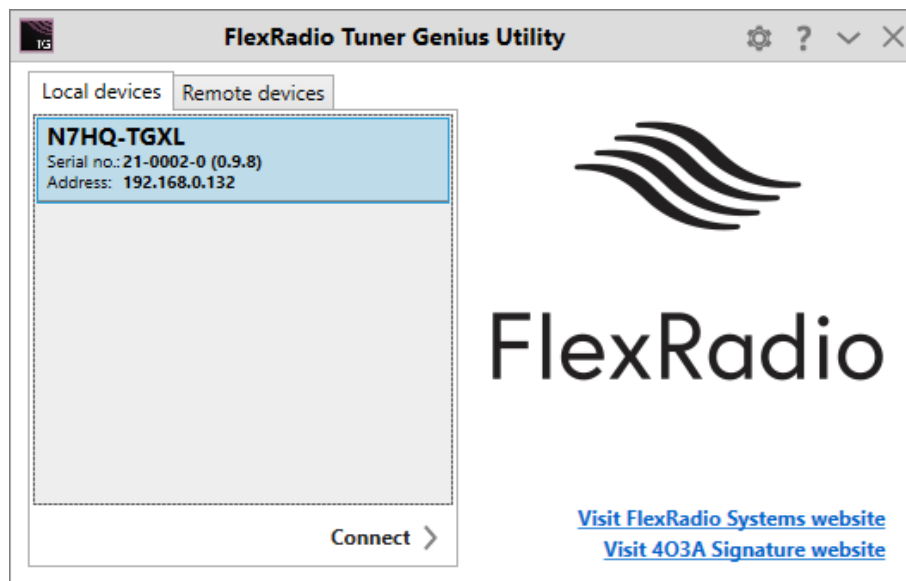 TG
FlexRadio Tuner Genius Utility
?
Local devices
Remote devices
N7HQ-TGXL
Serial no.: 21-0002-0 (0.9.8)
Address: 192.168.0.132
Connect
FlexRadio
Visit FlexRadio Systems website
Visit 4O3A Signature website